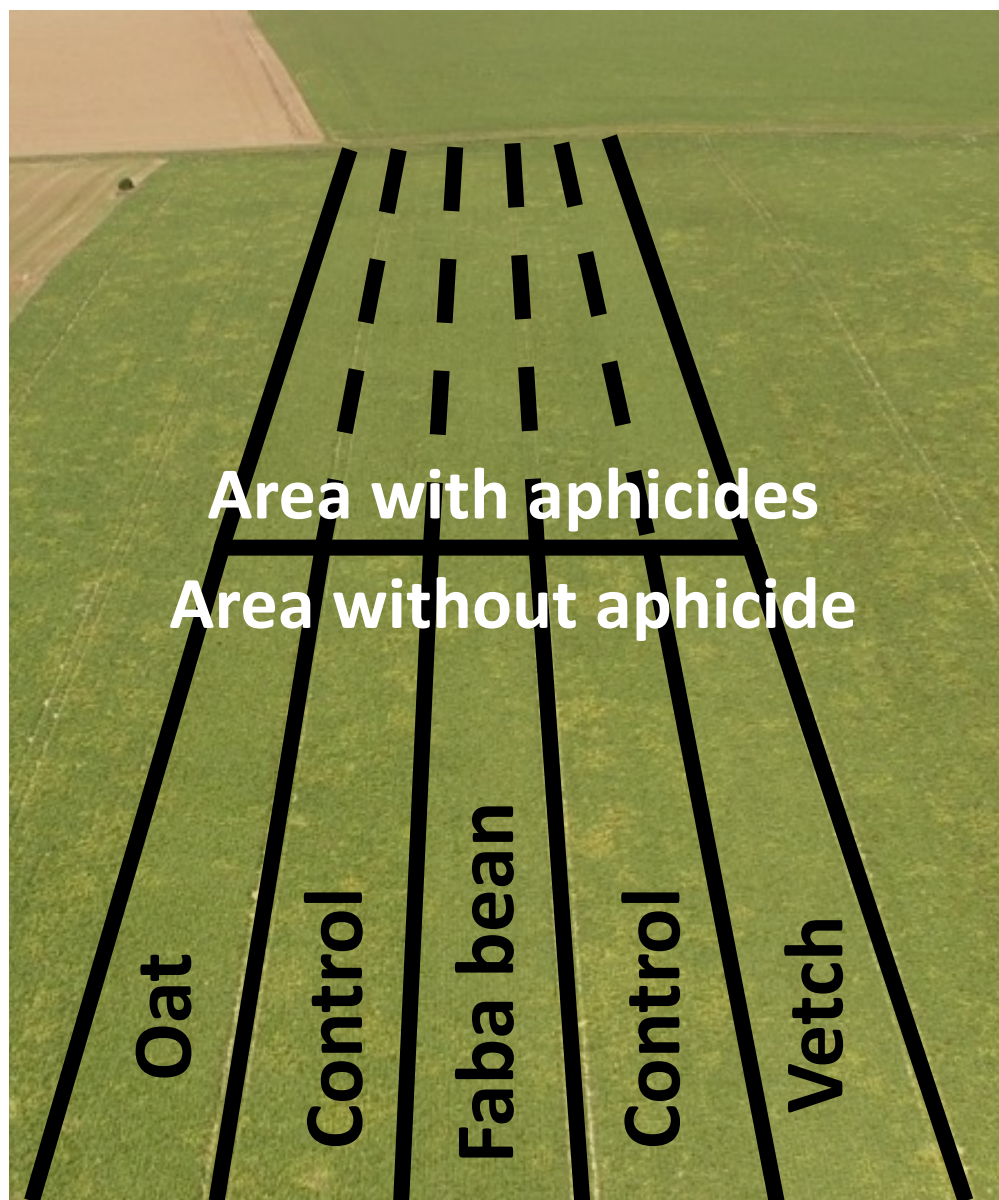 Area with aphicides
Area without aphicide
Oat
Control
Faba bean
Control
Vetch